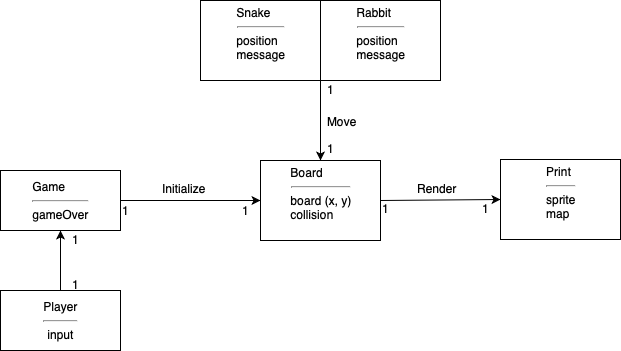 Snake
position
message
Rabbit
position
message
1
Move
1
Game
gameOver
Initialize
1
1
Board
board (x, y)
collision
Render
1
1
Print
sprite
map
1
1
Player
input